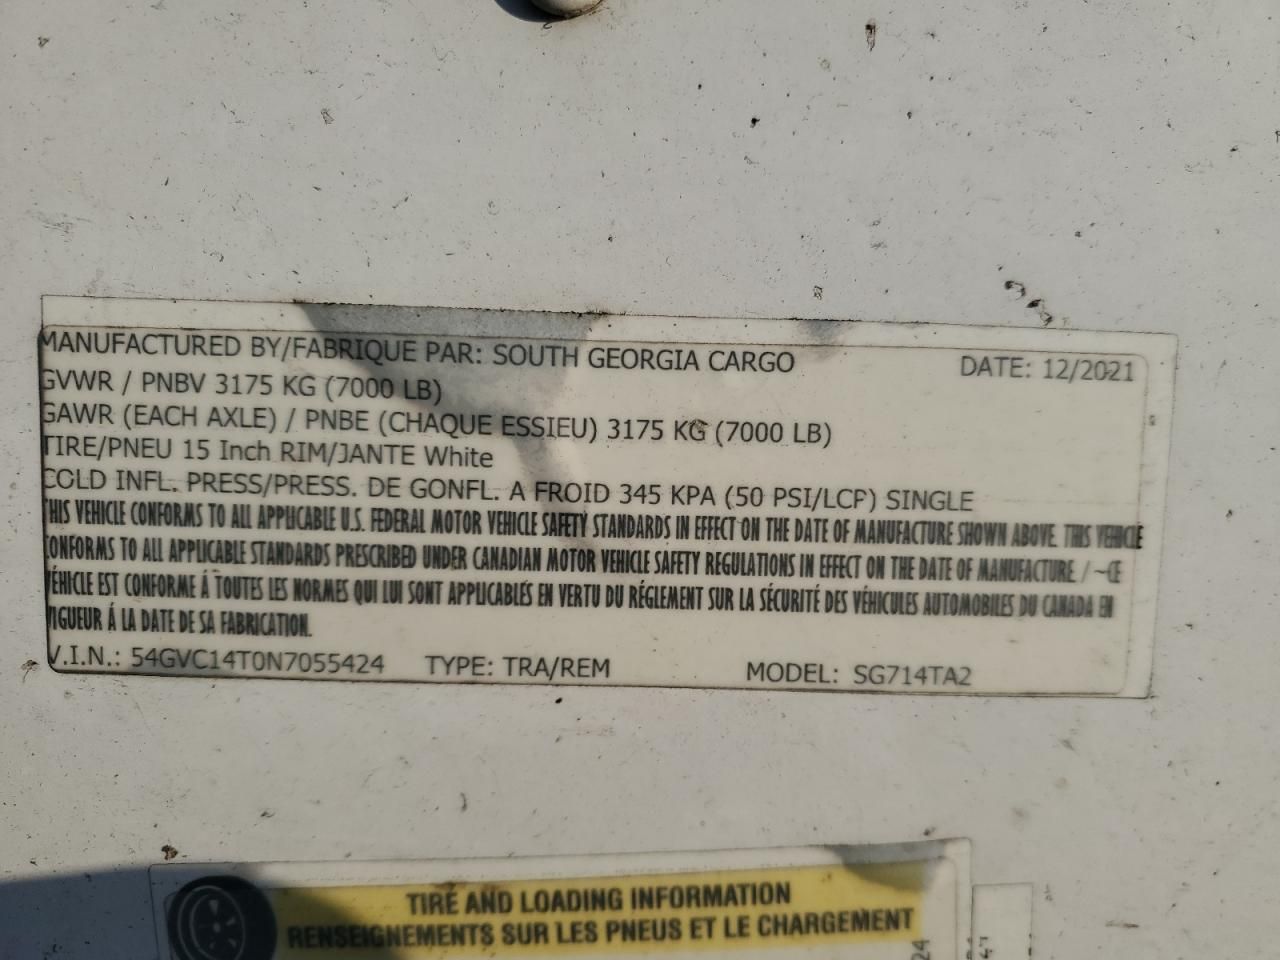 MANUFACTURED BY/FABRIQUE PAR: SOUTH GEORGIA CARGO DATE: 12/2021
GVWR / PNBV 3175 KG (7000 LB)
GAWR (EACH AXLE) / PNBE (CHAQUE ESSIEU) 3175 KG (7000 LB)
TIRE/PNEU 15 Inch RIM/JANTE White
COLD INFL. PRESS/PRESS. DE GONFL. A FROID 345 KPA (50 PSI/LCP) SINGLE
THIS VEHICLE CONFORMS TO ALL APPLICABLE U.S. FEDERAL MOTOR VEHICLE SAFETY STANDARDS IN EFFECT ON THE DATE OF MANUFACTURE SHOWN ABOVE. THIS VEHICLE
CONFORMS TO ALL APPLICABLE STANDARDS PRESCRIBED UNDER CANADIAN MOTOR VEHICLE SAFETY REGULATIONS IN EFFECT ON THE DATE OF MANUFACTURE / ~CE
VÉHICLE EST CONFORME À TOUTES LES NORMES QUI LUI SONT APPLICABLES EN VERTU DU RÉGLEMENT SUR LA SÉCURITÉ DES VÉHICULES AUTOMOBILES DU CANADA EN
VIGUEUR À LA DATE DE SA FABRICATION.
V.I.N.: 54GVC14T0N7055424 TYPE: TRA/REM MODEL: SG714TA2
TIRE AND LOADING INFORMATION
RENSEIGNEMENTS SUR LES PNEUS ET LE CHARGEMENT
24